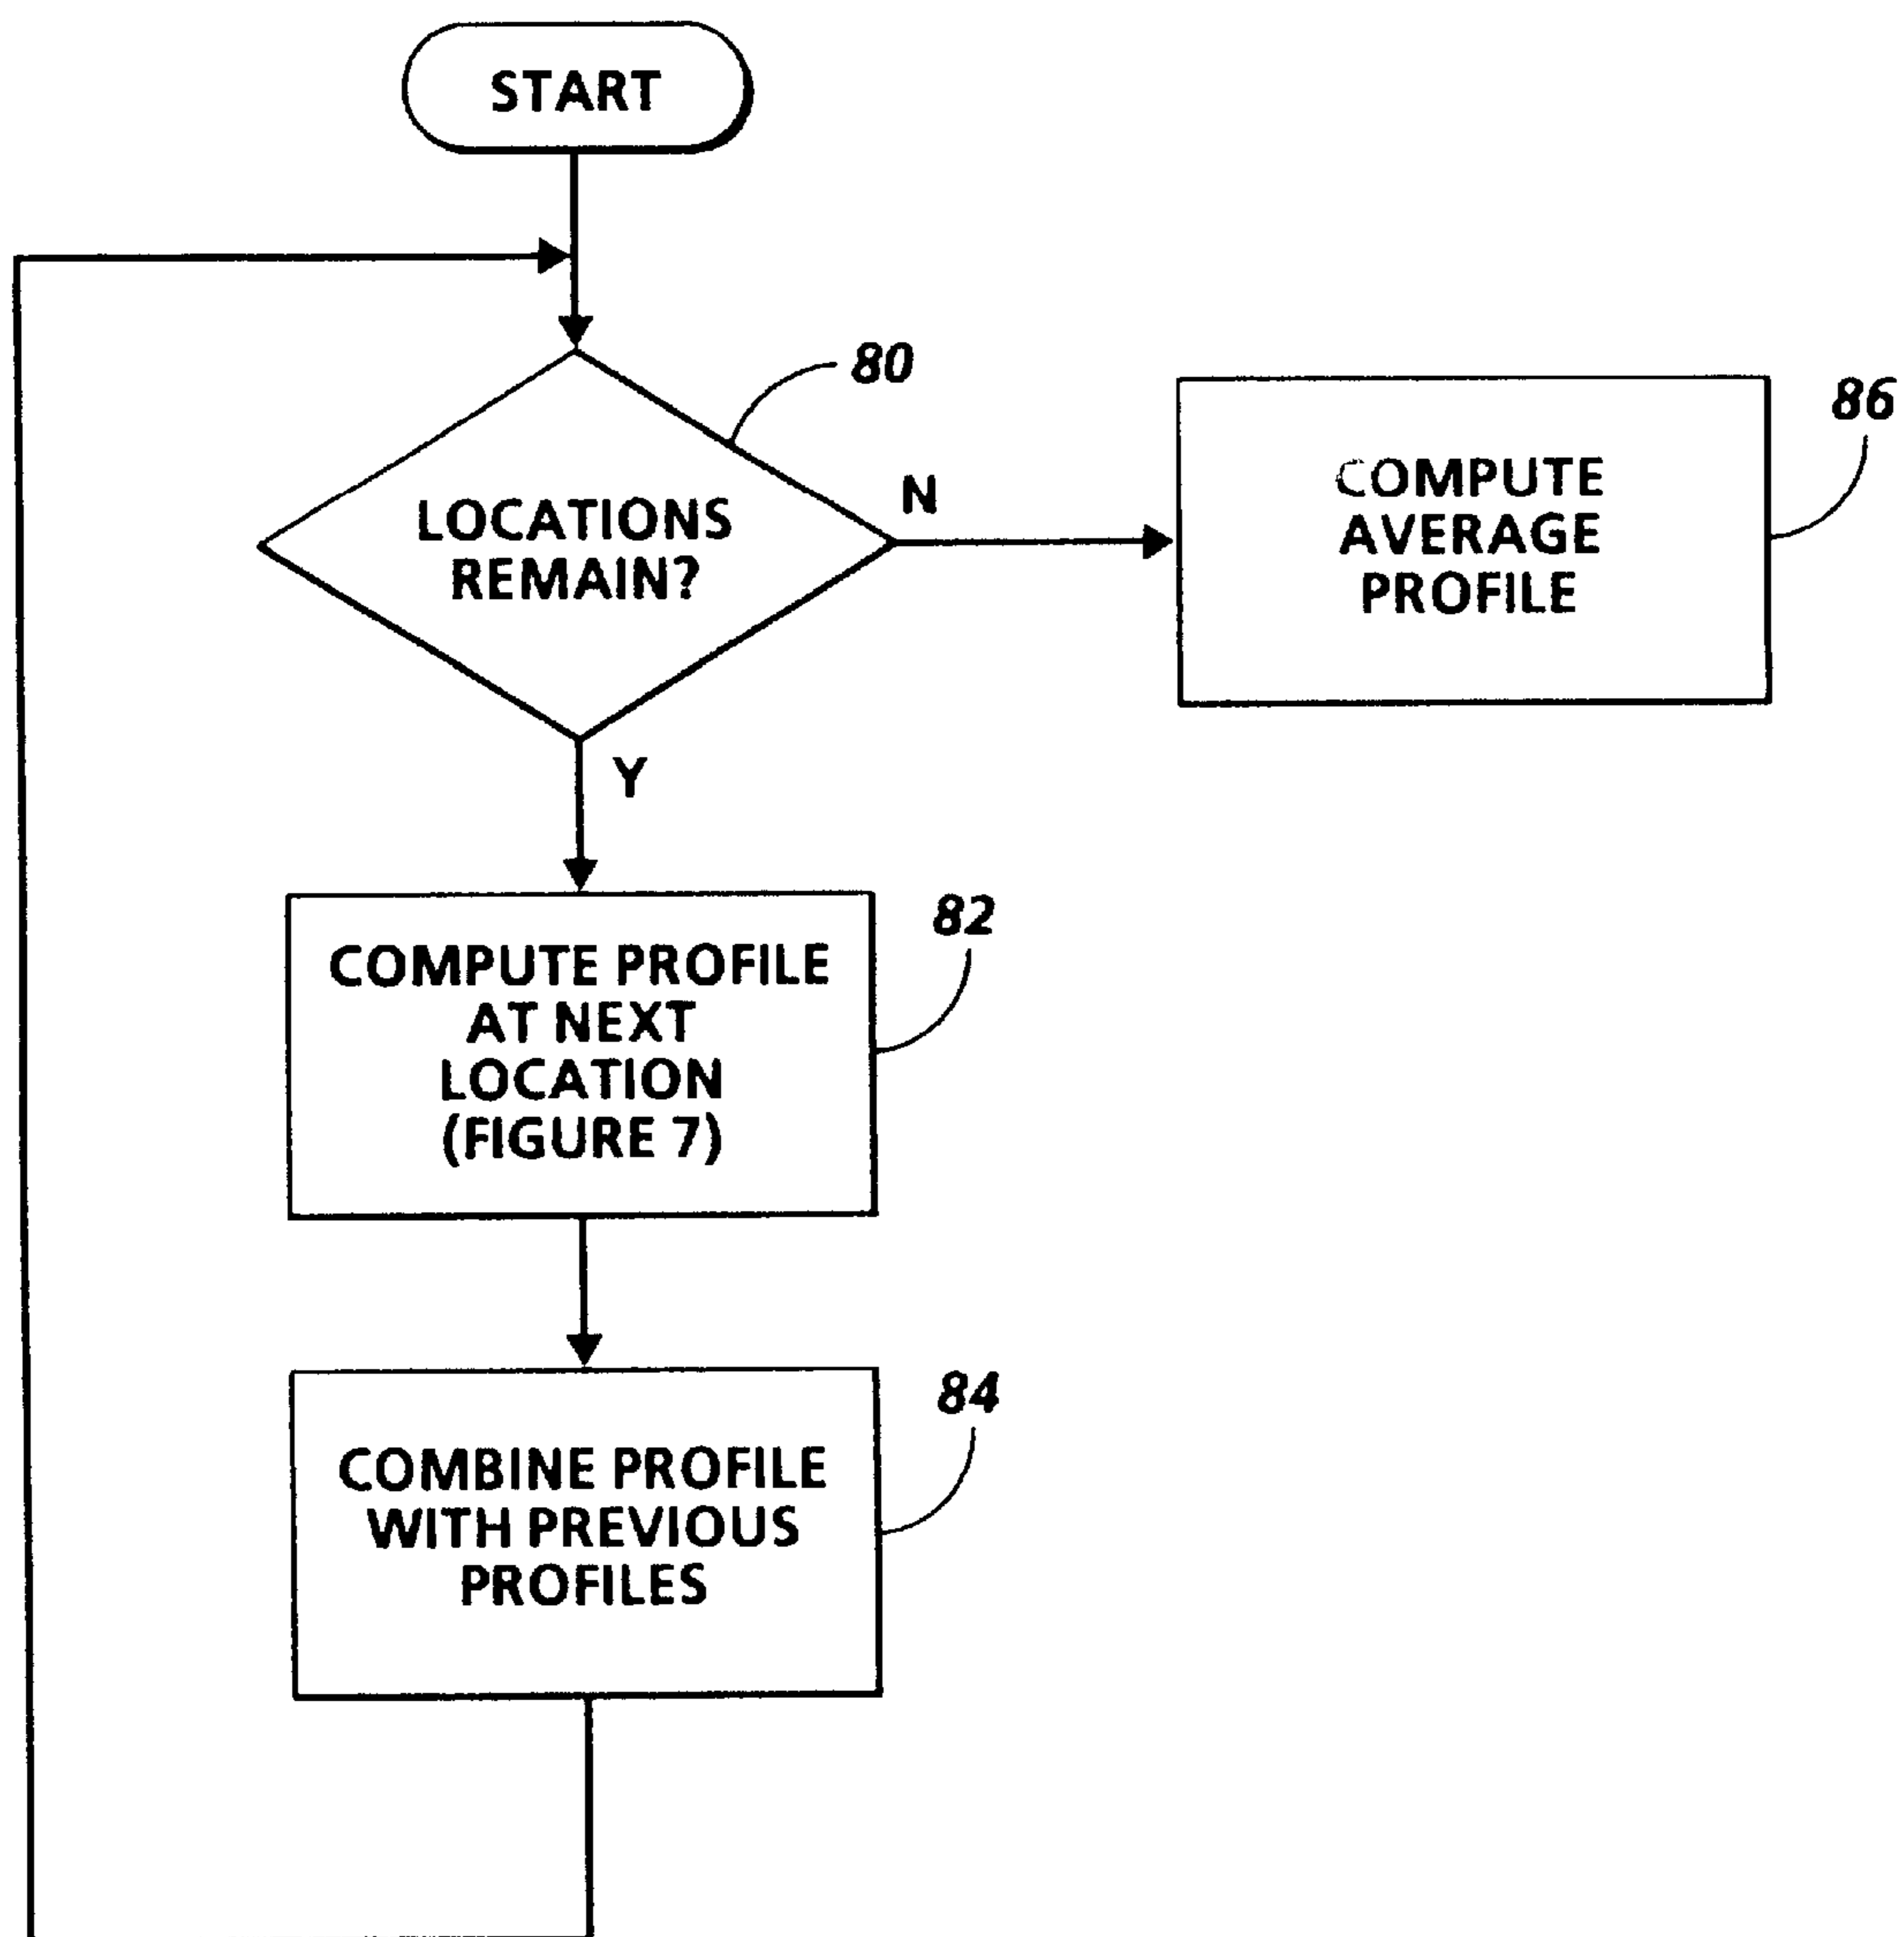 START
80
LOCATIONS
REMAIN?
N
86
COMPUTE
AVERAGE
PROFILE
Y
82
COMPUTE PROFILE
AT NEXT
LOCATION
(FIGURE 7)
84
COMBINE PROFILE
WITH PREVIOUS
PROFILES